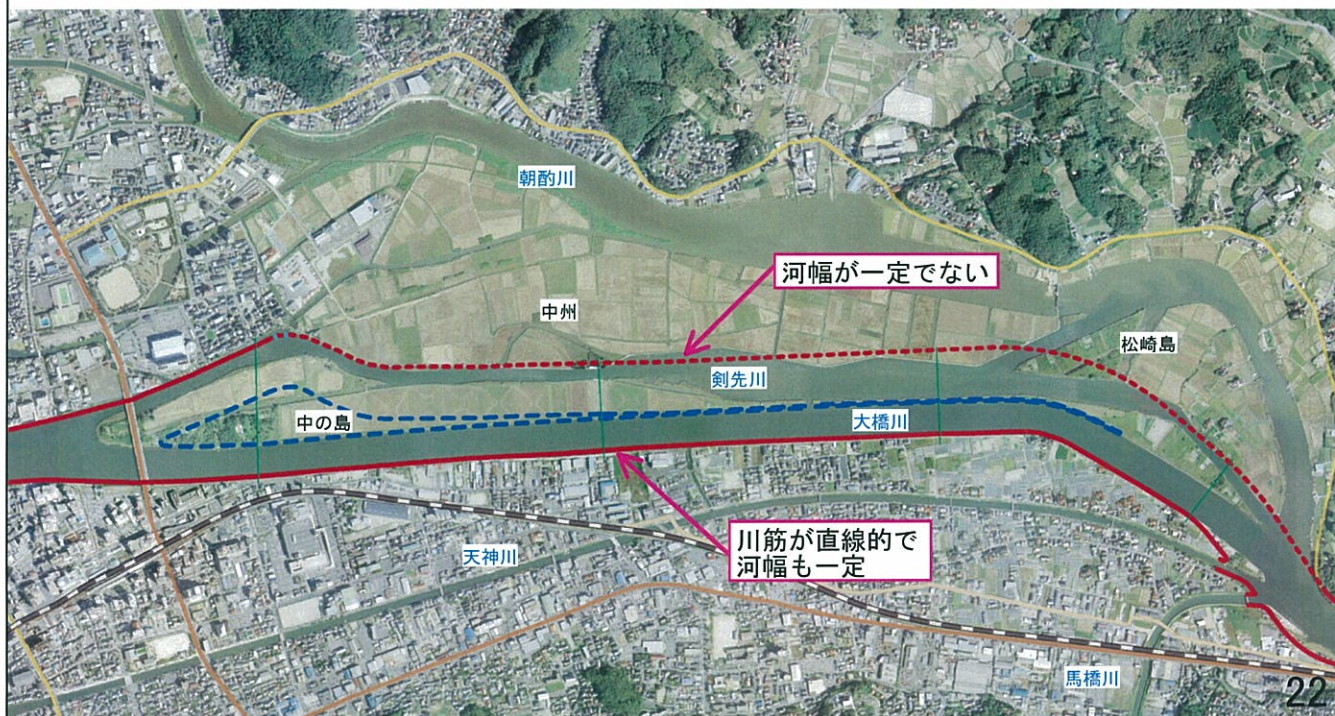 朝酌川
河幅が一定でない
中州
松崎島
剣先川
中の島
大橋川
川筋が直線的で
河幅も一定
天神川
馬橋川
22